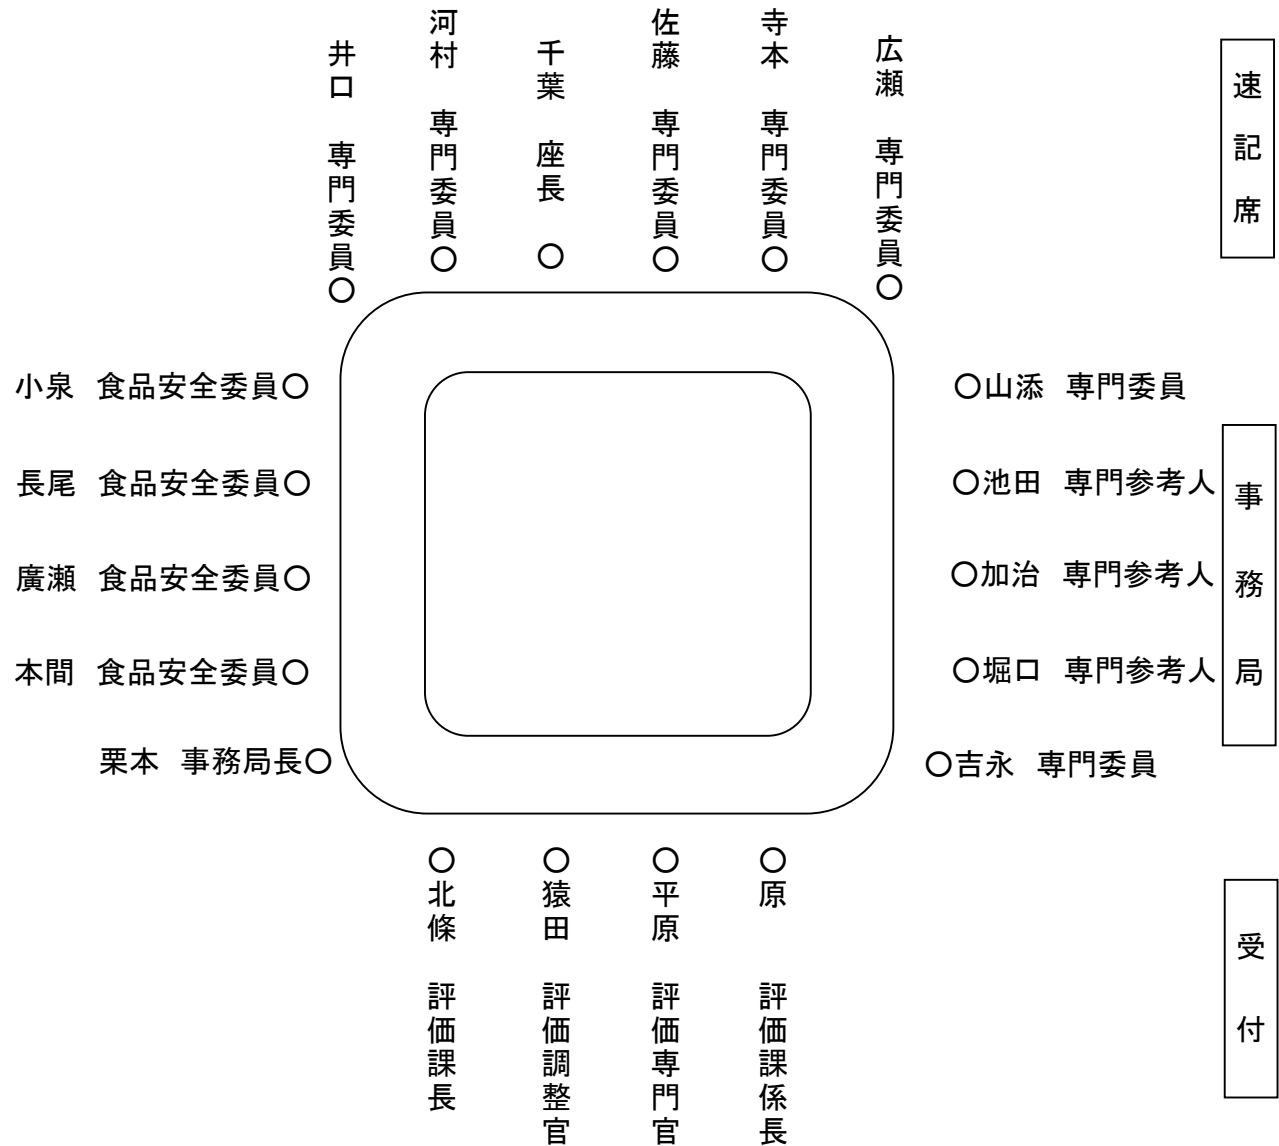 井口　専門委員○
河村　専門委員○
千葉　座長　○
佐藤　専門委員○
寺本　専門委員○
広瀬　専門委員○
速記席
小泉　食品安全委員○
長尾　食品安全委員○
廣瀬　食品安全委員○
本間　食品安全委員○
栗本　事務局長○
○山添　専門委員
○池田　専門参考人
○加治　専門参考人
○堀口　専門参考人
○吉永　専門委員
事務局
○北條　評価課長
○猿田　評価調整官
○平原　評価専門官
○原　評価課係長
受付